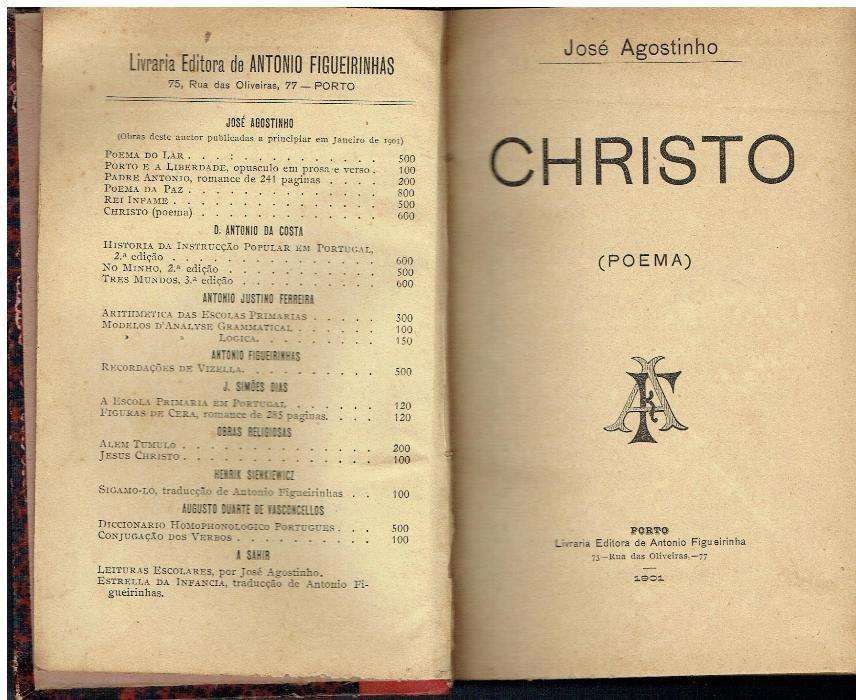 Livraria Editora de ANTONIO FIGUEIRINHAS
75, Rua das Oliveiras, 77 — PORTO
JOSÉ AGOSTINHO
(Obras deste auctor publicadas a principiar em Janeiro de 1901)
POEMA DO LAR . . . . . . . . . . . . 500
PORTO E A LIBERDADE, opusculo em prosa e verso . 100
PADRE ANTONIO, romance de 241 paginas . . . . 200
POEMA DA PAZ . . . . . . . . . . . . 800
REI INFAME . . . . . . . . . . . . 500
CHRISTO (poema) . . . . . . . . . . . 600
D. ANTONIO DA COSTA
HISTORIA DA INSTRUCÇÃO POPULAR EM PORTUGAL,
2.ª edição . . . . . . . . . . . . 600
NO MINHO, 2.ª edição . . . . . . . . . . 500
TRES MUNDOS, 3.ª edição . . . . . . . . . 600
ANTONIO JUSTINO FERREIRA
ARITHMETICA DAS ESCOLAS PRIMARIAS . . . . . 300
MODELOS D'ANALYSE GRAMMATICAL . . . . . . 100
» » LOGICA. . . . . . . . . 150
ANTONIO FIGUEIRINHAS
RECORDAÇÕES DE VIZELLA. . . . . . . . . 500
J. SIMÕES DIAS
A ESCOLA PRIMARIA EM PORTUGAL . . . . . . 120
FIGURAS DE CERA, romance de 285 paginas. . . . 120
OBRAS RELIGIOSAS
ALEM TUMULO . . . . . . . . . . . . 200
JESUS CHRISTO . . . . . . . . . . . . 100
HENRIK SIENKIEWICZ
SIGAMO-LO, traducção de Antonio Figueirinhas . . 100
AUGUSTO DUARTE DE VASCONCELLOS
DICCIONARIO HOMOPHONOLOGICO PORTUGUES . . . 500
CONJUGAÇÃO DOS VERBOS . . . . . . . . . 100
A SAHIR
LEITURAS ESCOLARES, por José Agostinho.
ESTRELLA DA INFANCIA, traducção de Antonio Fi-
gueirinhas.
José Agostinho
CHRISTO
(POEMA)
PORTO
Livraria Editora de Antonio Figueirinha
75—Rua das Oliveiras.—77
1901